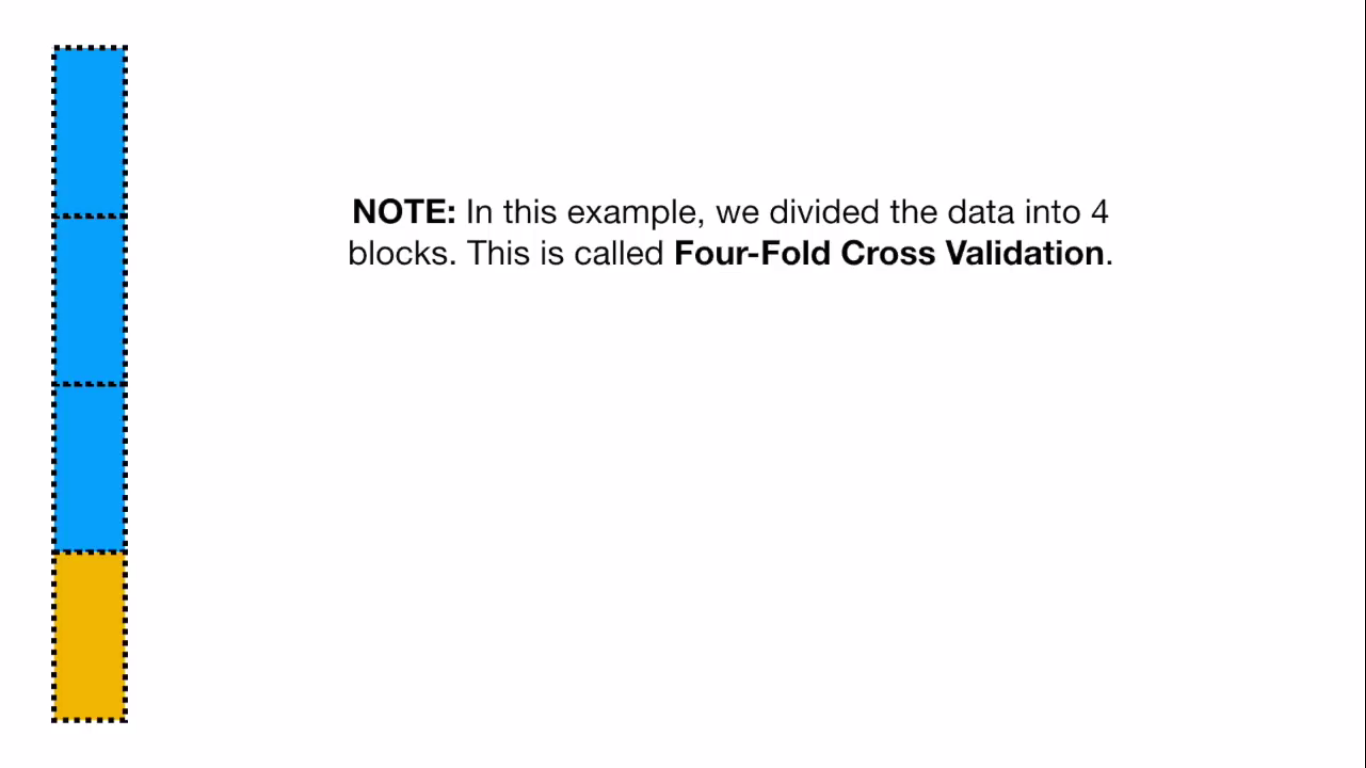 NOTE: In this example, we divided the data into 4
blocks. This is called Four-Fold Cross Validation.